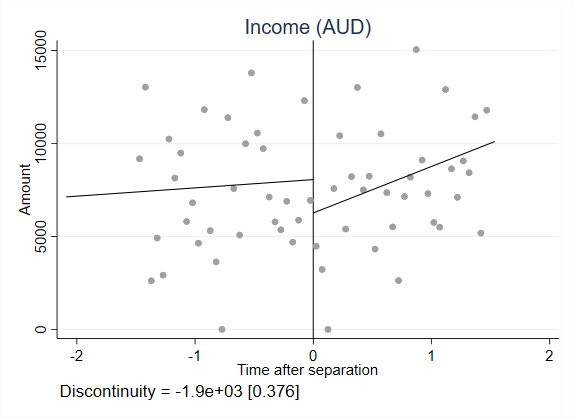 Income (AUD)
15000
10000
5000
0
Amount
-2 -1 0 1 2
Time after separation
Discontinuity = -1.9e+03 [0.376]